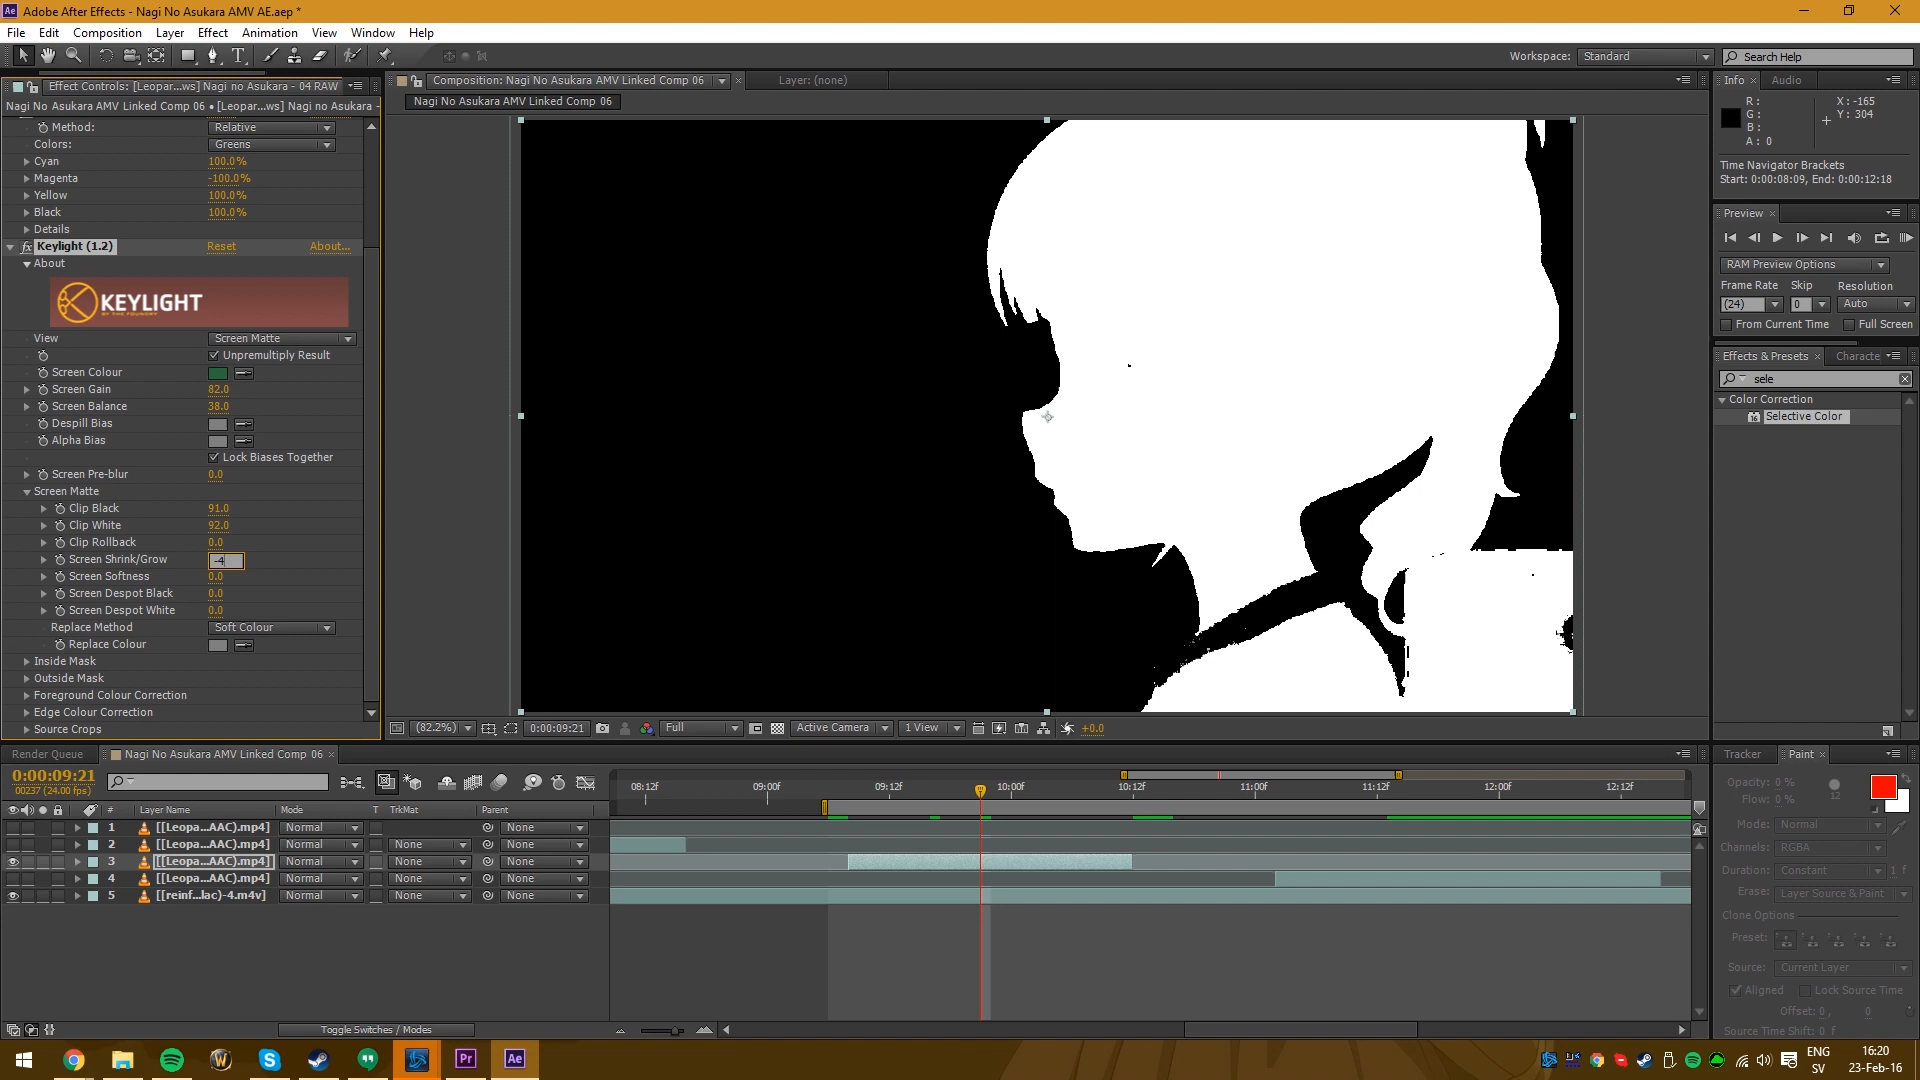 Adobe After Effects - Nagi No Asukara AMV AE.aep *
File Edit Composition Layer Effect Animation View Window Help
Workspace: Standard Search Help
Effect Controls: [Leopar...ws] Nagi no Asukara - 04 RAW
Composition: Nagi No Asukara AMV Linked Comp 06 Layer: (none)
Info Audio
Nagi No Asukara AMV Linked Comp 06 • [Leopar...ws] Nagi no Asukara -
Nagi No Asukara AMV Linked Comp 06
R :
G :
B :
A : 0
X : -165
Y : 304
Time Navigator Brackets
Start: 0:00:08:09, End: 0:00:12:18
Method: Relative
Colors: Greens
Cyan 100.0%
Magenta -100.0%
Yellow 100.0%
Black 100.0%
Details
Keylight (1.2) Reset About...
About
KEYLIGHT
BY THE FOUNDRY
View Screen Matte
Unpremultiply Result
Screen Colour
Screen Gain 82.0
Screen Balance 38.0
Despill Bias
Alpha Bias
Lock Biases Together
Screen Pre-blur 0.0
Screen Matte
Clip Black 91.0
Clip White 92.0
Clip Rollback 0.0
Screen Shrink/Grow -4
Screen Softness 0.0
Screen Despot Black 0.0
Screen Despot White 0.0
Replace Method Soft Colour
Replace Colour
Inside Mask
Outside Mask
Foreground Colour Correction
Edge Colour Correction
Source Crops
Preview
RAM Preview Options
Frame Rate Skip Resolution
(24) 0 Auto
From Current Time Full Screen
Effects & Presets Characte
sele
Color Correction
16 Selective Color
(82.2%) 0:00:09:21 Full Active Camera 1 View +0.0
Render Queue Nagi No Asukara AMV Linked Comp 06
0:00:09:21
00237 (24.00 fps)
08:12f 09:00f 09:12f 10:00f 10:12f 11:00f 11:12f 12:00f 12:12f
# Layer Name Mode T TrkMat Parent
1 [[Leopa...AAC).mp4] Normal None
2 [[Leopa...AAC).mp4] Normal None None
3 [[Leopa...AAC).mp4] Normal None None
4 [[Leopa...AAC).mp4] Normal None None
5 [[reinf...lac)-4.m4v] Normal None None
Toggle Switches / Modes
Tracker Paint
Opacity: 0 %
Flow: 0 %
12
Mode: Normal
Channels: RGBA
Duration: Constant 1 f
Erase: Layer Source & Paint
Clone Options
Preset:
Source: Current Layer
Aligned Lock Source Time
Offset: 0 , 0
Source Time Shift: 0 f
Pr Ae
ENG
SV
16:20
23-Feb-16